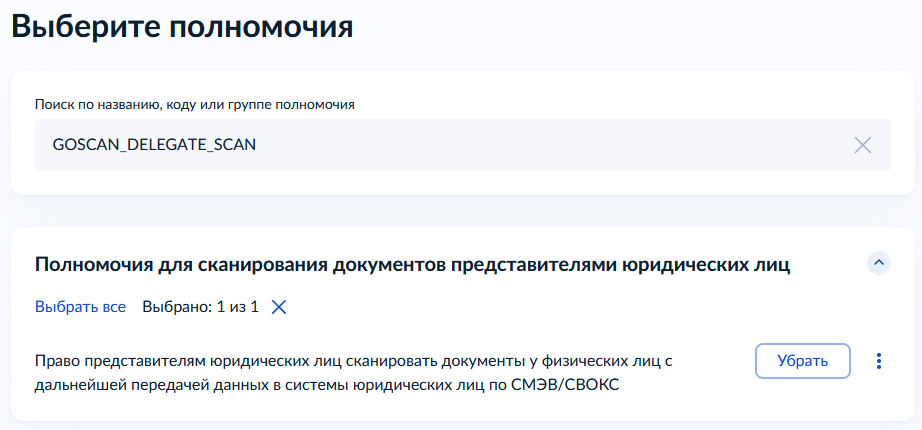 Выберите полномочия
Поиск по названию, коду или группе полномочия
GOSCAN_DELEGATE_SCAN
Полномочия для сканирования документов представителями юридических лиц
Выбрать все Выбрано: 1 из 1
Право представителям юридических лиц сканировать документы у физических лиц с
дальнейшей передачей данных в системы юридических лиц по СМЭВ/СВОКС
Убрать